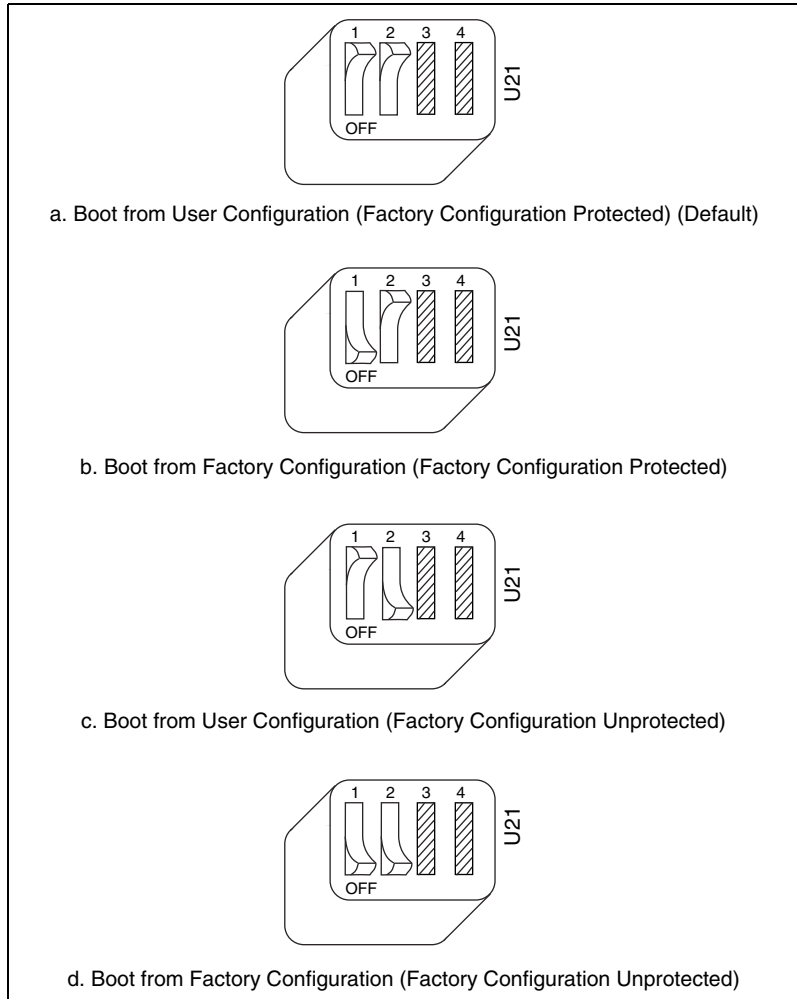 1 2 3 4
U21
OFF
a. Boot from User Configuration (Factory Configuration Protected) (Default)
1 2 3 4
U21
OFF
b. Boot from Factory Configuration (Factory Configuration Protected)
1 2 3 4
U21
OFF
c. Boot from User Configuration (Factory Configuration Unprotected)
1 2 3 4
U21
OFF
d. Boot from Factory Configuration (Factory Configuration Unprotected)